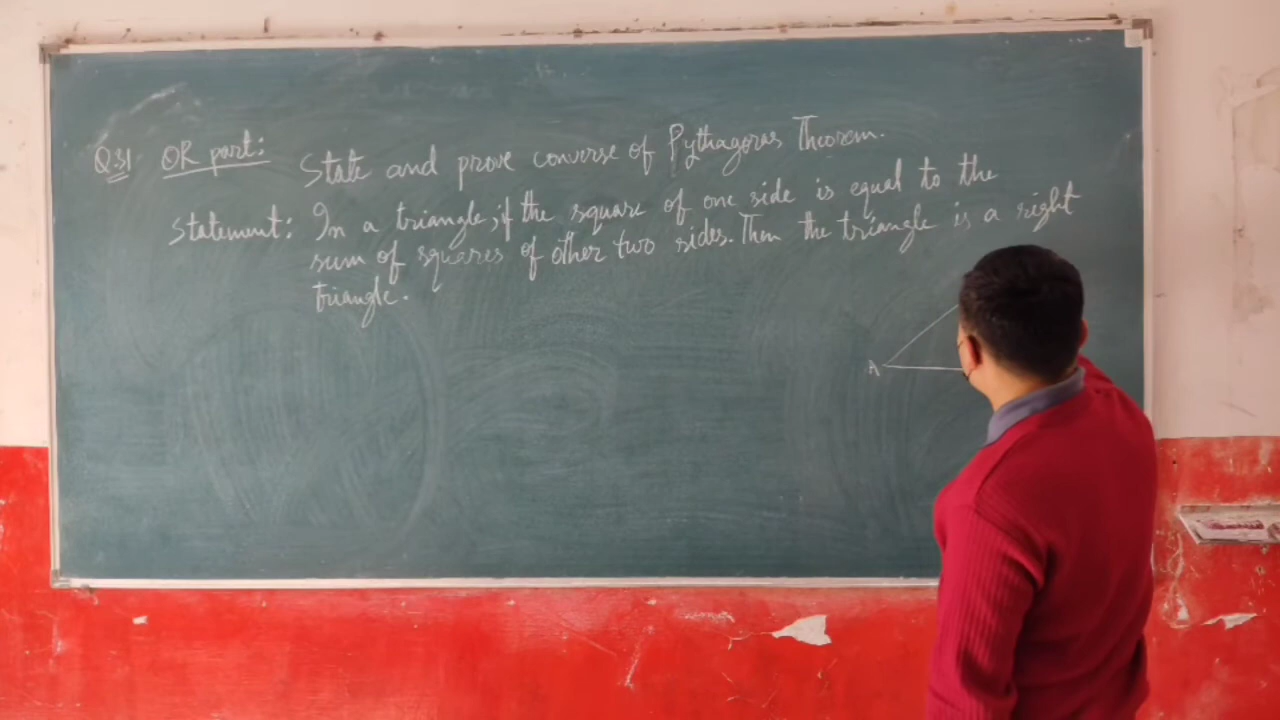 Q31 OR part: State and prove converse of Pythagoras Theorem.
Statement: In a triangle, if the square of one side is equal to the
sum of squares of other two sides. Then the triangle is a right
triangle.
A